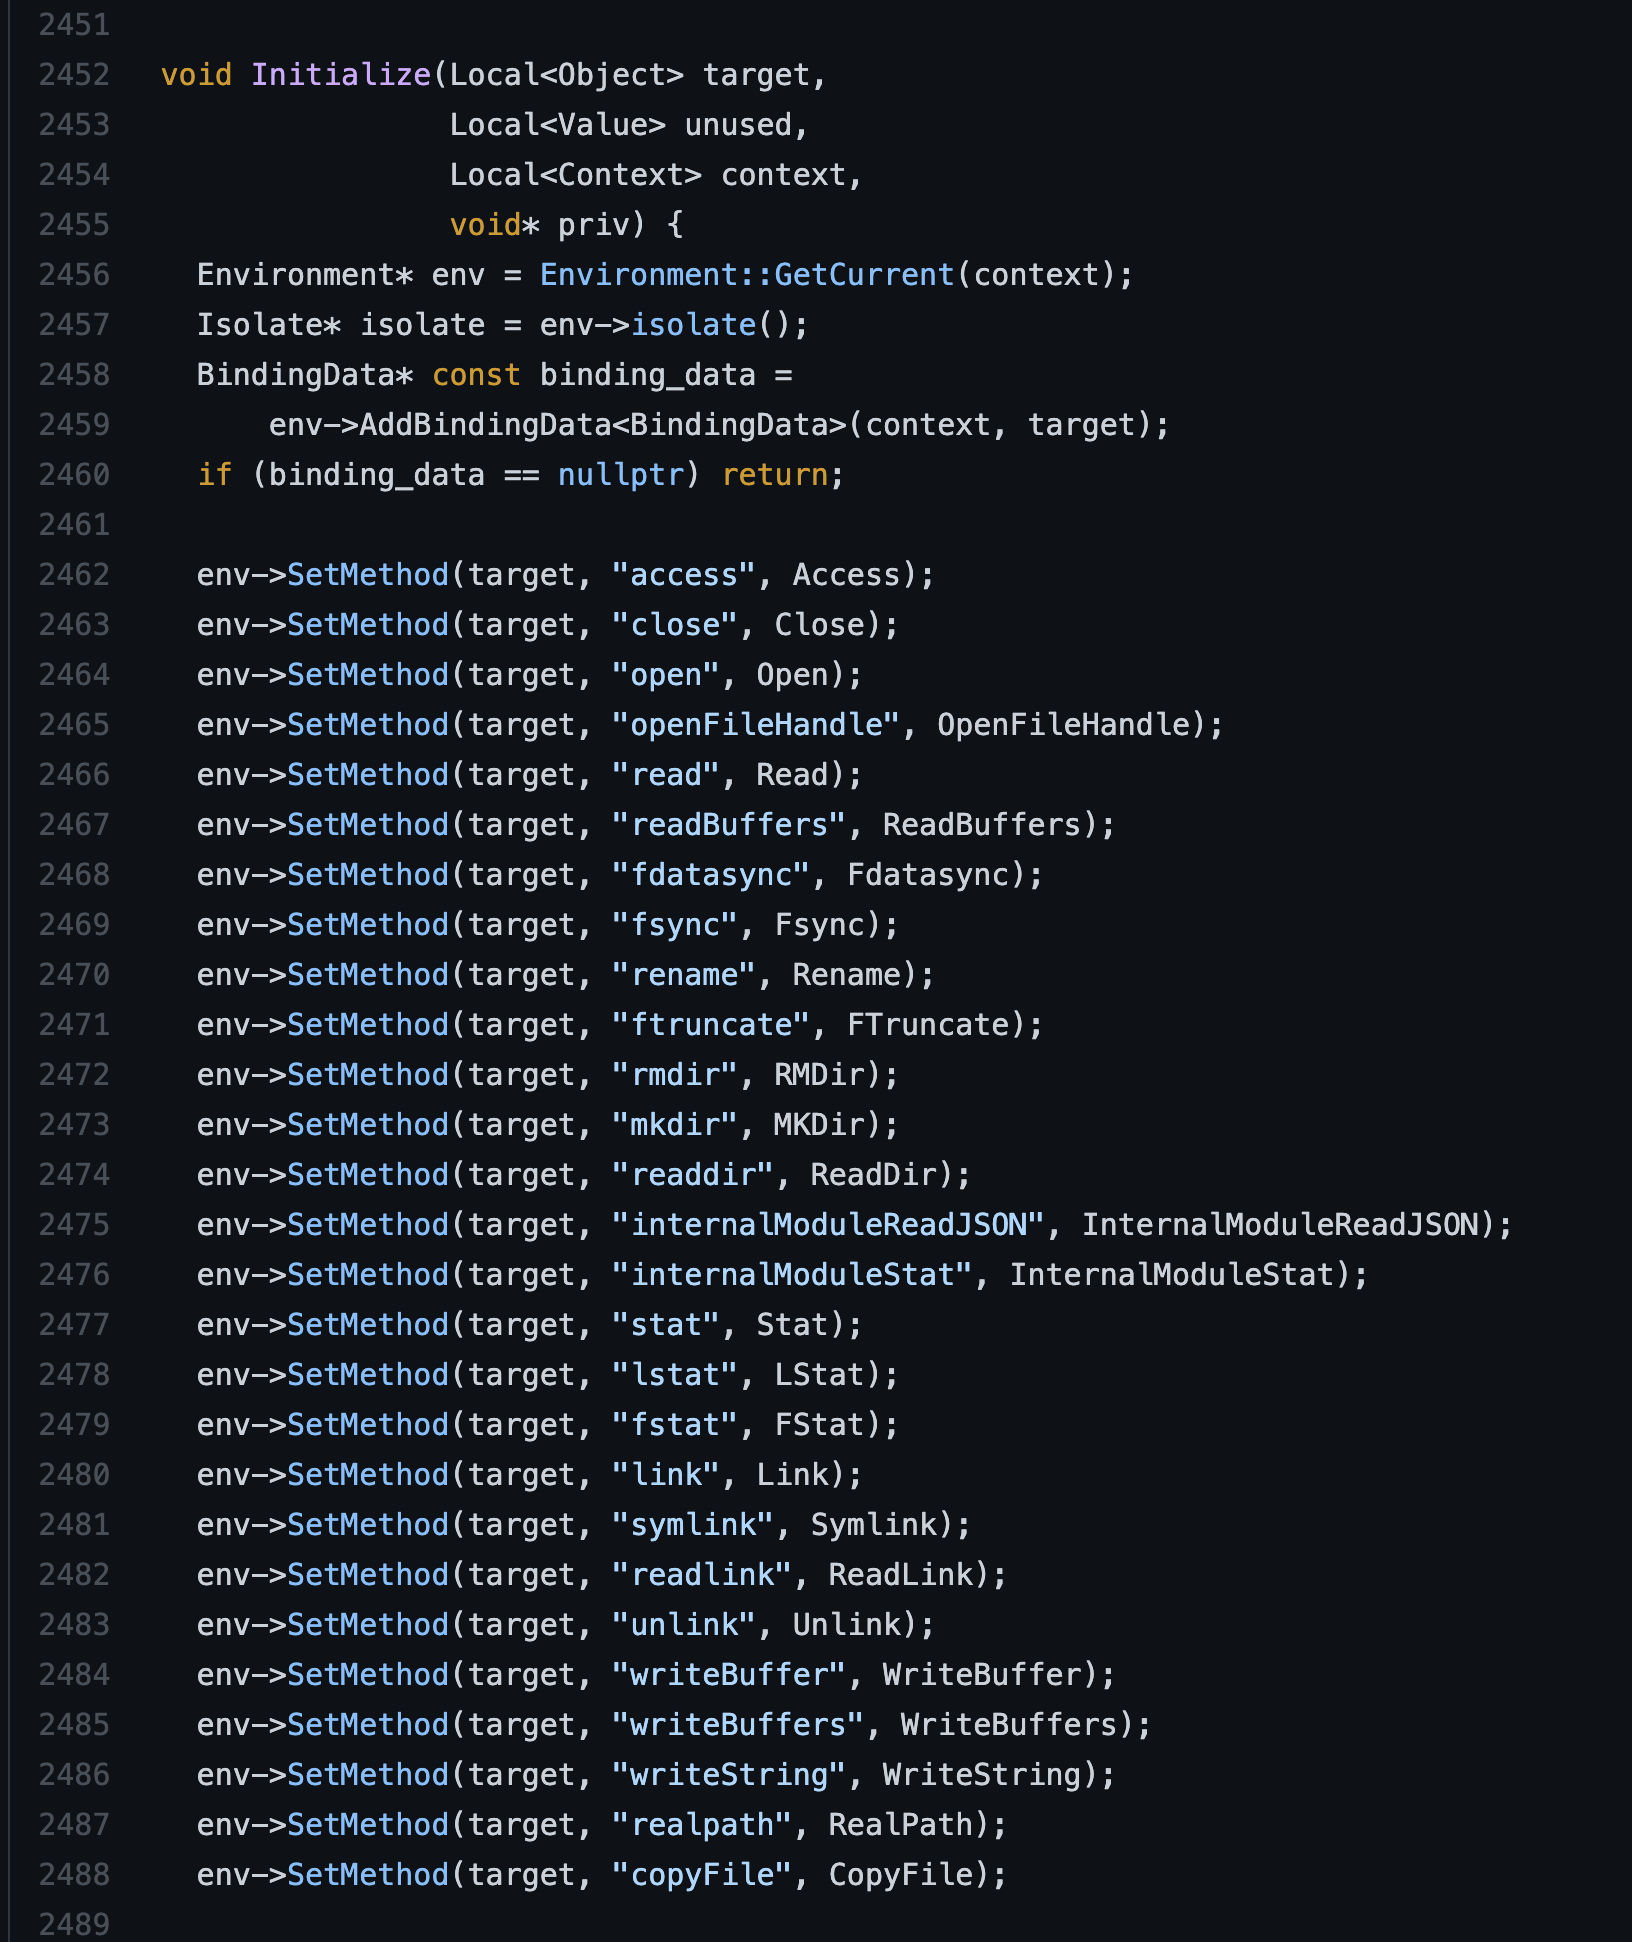 2451
2452 void Initialize(Local<Object> target,
2453 Local<Value> unused,
2454 Local<Context> context,
2455 void* priv) {
2456 Environment* env = Environment::GetCurrent(context);
2457 Isolate* isolate = env->isolate();
2458 BindingData* const binding_data =
2459 env->AddBindingData<BindingData>(context, target);
2460 if (binding_data == nullptr) return;
2461
2462 env->SetMethod(target, "access", Access);
2463 env->SetMethod(target, "close", Close);
2464 env->SetMethod(target, "open", Open);
2465 env->SetMethod(target, "openFileHandle", OpenFileHandle);
2466 env->SetMethod(target, "read", Read);
2467 env->SetMethod(target, "readBuffers", ReadBuffers);
2468 env->SetMethod(target, "fdatasync", Fdatasync);
2469 env->SetMethod(target, "fsync", Fsync);
2470 env->SetMethod(target, "rename", Rename);
2471 env->SetMethod(target, "ftruncate", FTruncate);
2472 env->SetMethod(target, "rmdir", RMDir);
2473 env->SetMethod(target, "mkdir", MKDir);
2474 env->SetMethod(target, "readdir", ReadDir);
2475 env->SetMethod(target, "internalModuleReadJSON", InternalModuleReadJSON);
2476 env->SetMethod(target, "internalModuleStat", InternalModuleStat);
2477 env->SetMethod(target, "stat", Stat);
2478 env->SetMethod(target, "lstat", LStat);
2479 env->SetMethod(target, "fstat", FStat);
2480 env->SetMethod(target, "link", Link);
2481 env->SetMethod(target, "symlink", Symlink);
2482 env->SetMethod(target, "readlink", ReadLink);
2483 env->SetMethod(target, "unlink", Unlink);
2484 env->SetMethod(target, "writeBuffer", WriteBuffer);
2485 env->SetMethod(target, "writeBuffers", WriteBuffers);
2486 env->SetMethod(target, "writeString", WriteString);
2487 env->SetMethod(target, "realpath", RealPath);
2488 env->SetMethod(target, "copyFile", CopyFile);
2489